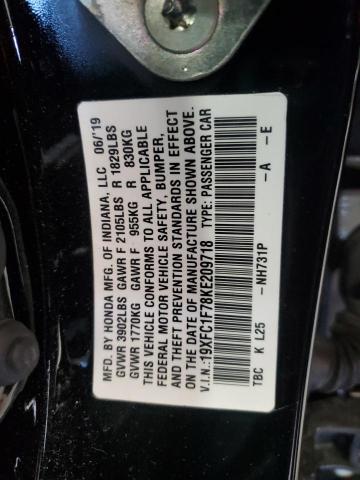 MFD. BY HONDA MFG. OF INDIANA, LLC 06/19
GVWR 3902LBS GAWR F 2105LBS R 1829LBS
GVWR 1770KG GAWR F 955KG R 830KG
THIS VEHICLE CONFORMS TO ALL APPLICABLE
FEDERAL MOTOR VEHICLE SAFETY, BUMPER,
AND THEFT PREVENTION STANDARDS IN EFFECT
ON THE DATE OF MANUFACTURE SHOWN ABOVE.
V.I.N.:19XFC1F78KE209718 TYPE: PASSENGER CAR
TBC K L25 -NH731P -A -E